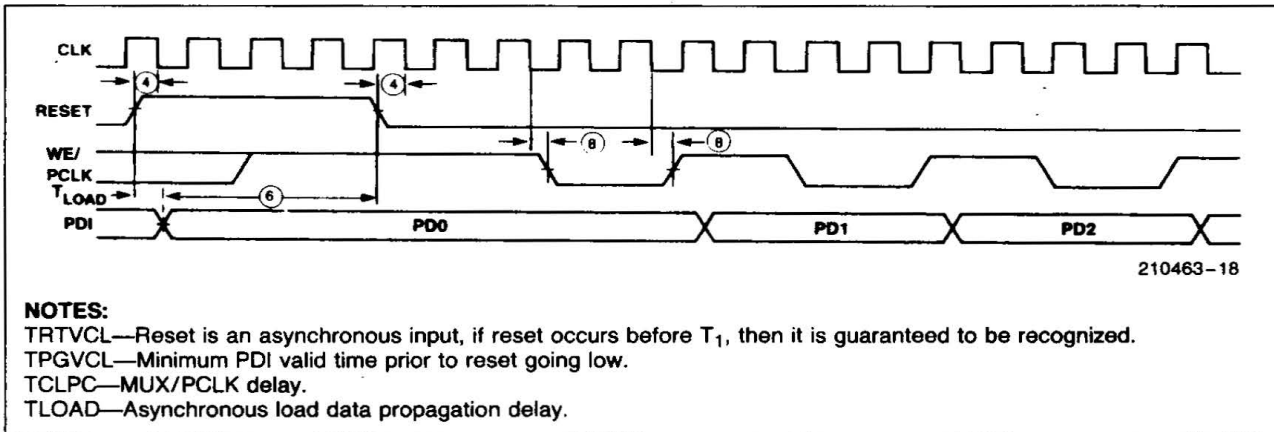 CLK
4 4
RESET
8 8
WE/
PCLK
TLOAD 6
PDI PD0 PD1 PD2
210463-18
NOTES:
TRTVCL—Reset is an asynchronous input, if reset occurs before T1, then it is guaranteed to be recognized.
TPGVCL—Minimum PDI valid time prior to reset going low.
TCLPC—MUX/PCLK delay.
TLOAD—Asynchronous load data propagation delay.